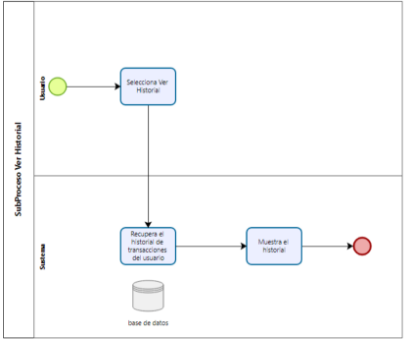 SubProceso Ver Historial
Usuario
Selecciona Ver
Historial
Sistema
Recupera el
historial de
transacciones
del usuario
Muestra el
historial
base de datos